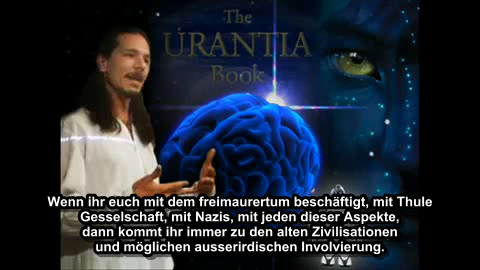 The
URANTIA
Book
Wenn ihr euch mit dem freimaurertum beschäftigt, mit Thule
Gesselschaft, mit Nazis, mit jeden dieser Aspekte,
dann kommt ihr immer zu den alten Zivilisationen
und möglichen ausserirdischen Involvierung.